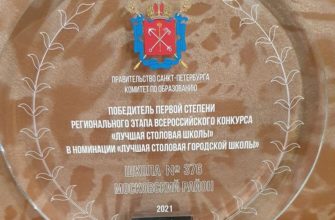 ПРАВИТЕЛЬСТВО САНКТ-ПЕТЕРБУРГА
КОМИТЕТ ПО ОБРАЗОВАНИЮ
ПОБЕДИТЕЛЬ ПЕРВОЙ СТЕПЕНИ
РЕГИОНАЛЬНОГО ЭТАПА ВСЕРОССИЙСКОГО КОНКУРСА
«ЛУЧШАЯ СТОЛОВАЯ ШКОЛЫ»
В НОМИНАЦИИ «ЛУЧШАЯ СТОЛОВАЯ ГОРОДСКОЙ ШКОЛЫ»
ШКОЛА № 376
МОСКОВСКИЙ РАЙОН
2021